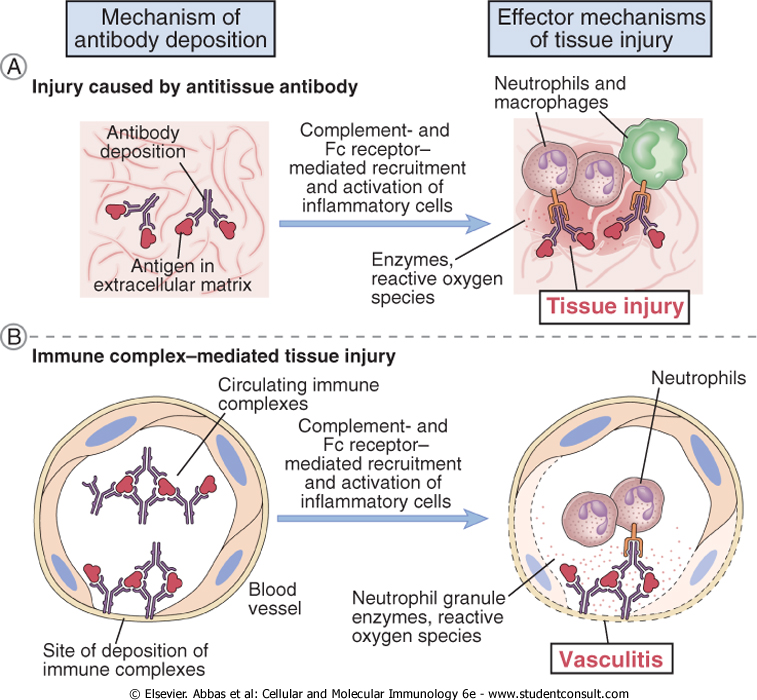 Mechanism of
antibody deposition
Effector mechanisms
of tissue injury
A
Injury caused by antitissue antibody
Antibody
deposition
Antigen in
extracellular matrix
Complement- and
Fc receptor–
mediated recruitment
and activation of
inflammatory cells
Neutrophils and
macrophages
Enzymes,
reactive oxygen
species
Tissue injury
B
Immune complex–mediated tissue injury
Circulating immune
complexes
Blood
vessel
Site of deposition of
immune complexes
Complement- and
Fc receptor–
mediated recruitment
and activation of
inflammatory cells
Neutrophils
Neutrophil granule
enzymes, reactive
oxygen species
Vasculitis
© Elsevier. Abbas et al: Cellular and Molecular Immunology 6e - www.studentconsult.com